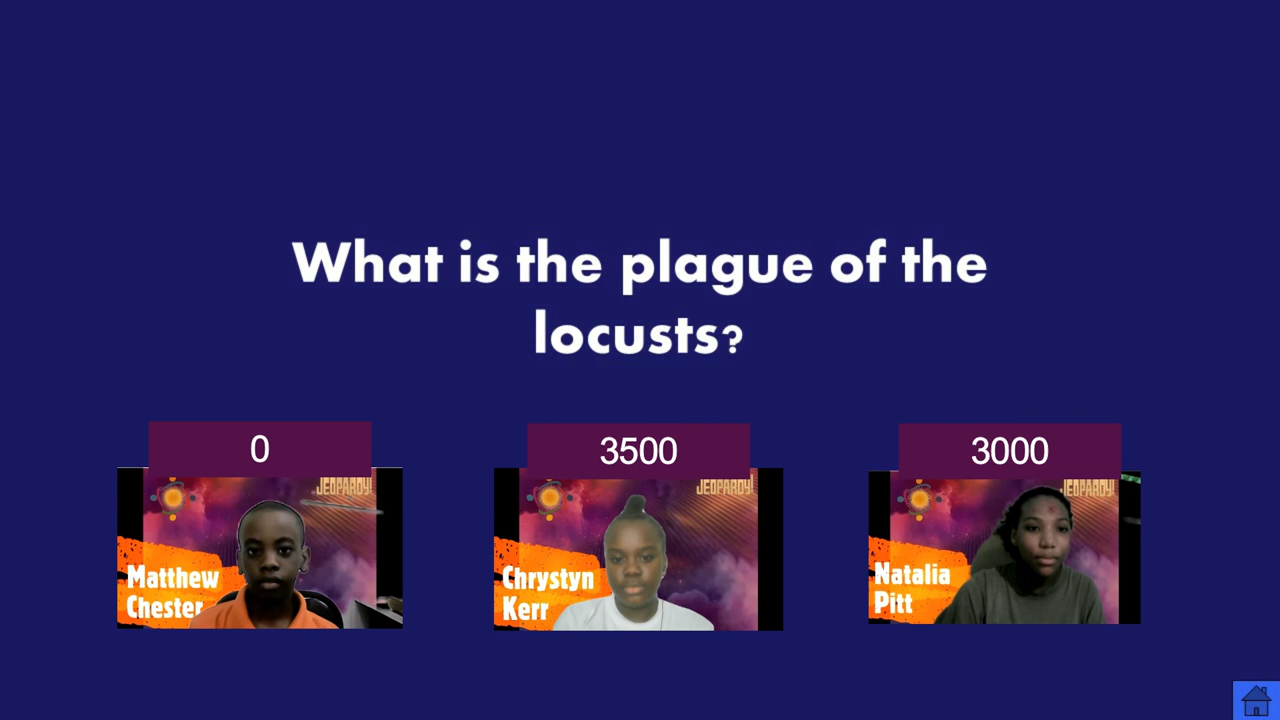 What is the plague of the
locusts?
0
3500
3000
JEOPARDY!
JEOPARDY!
JEOPARDY!
Matthew
Chester
Chrystyn
Kerr
Natalia
Pitt